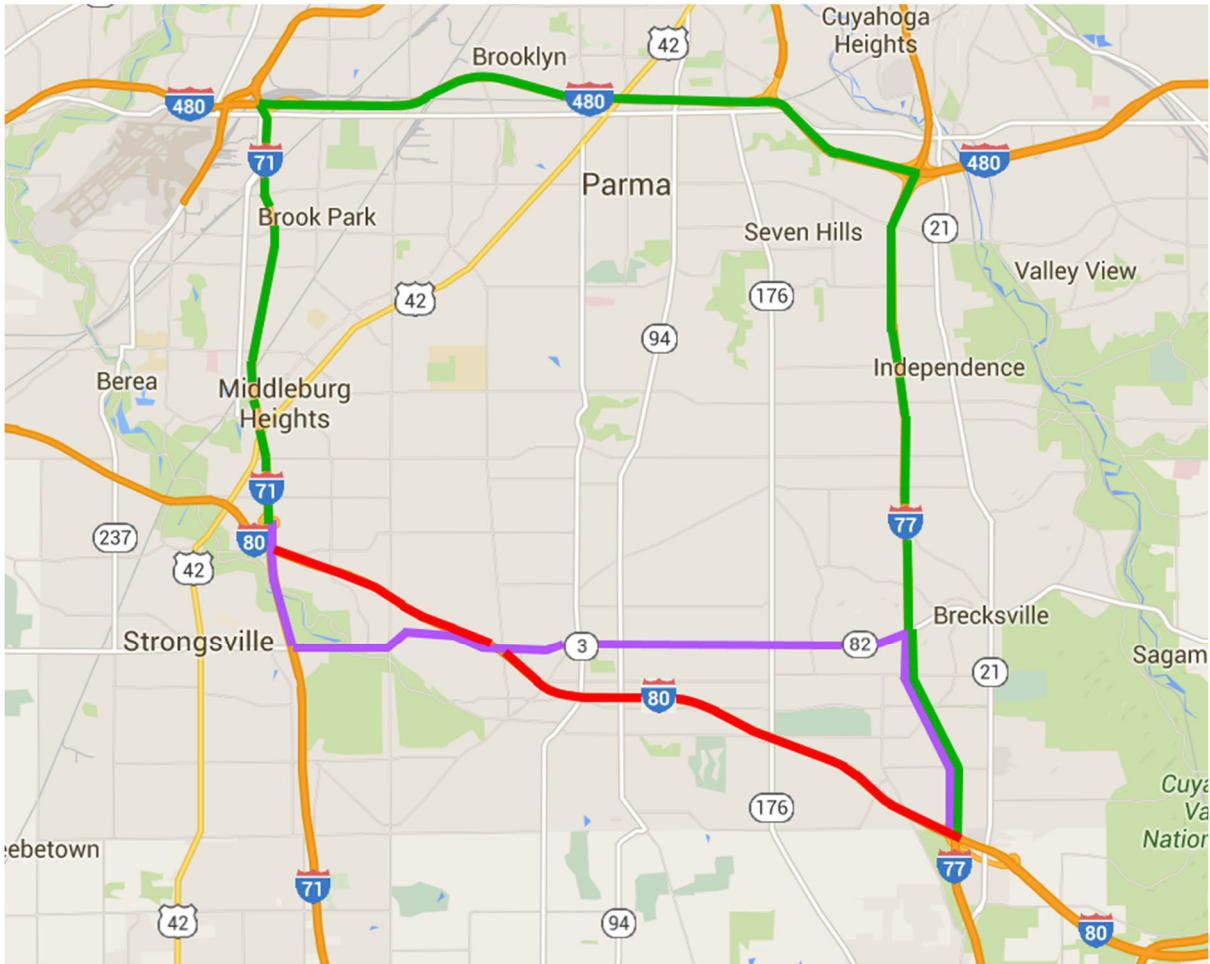 Cuyahoga
Heights
42
Brooklyn
480
480
71
480
Parma
Brook Park
Seven Hills
21
Valley View
42
176
94
Berea
Middleburg
Heights
Independence
71
77
237
80
42
Brecksville
Strongsville
3
82
Sagam
21
80
Cuya
Va
Nation
176
eebetown
77
71
42
94
80